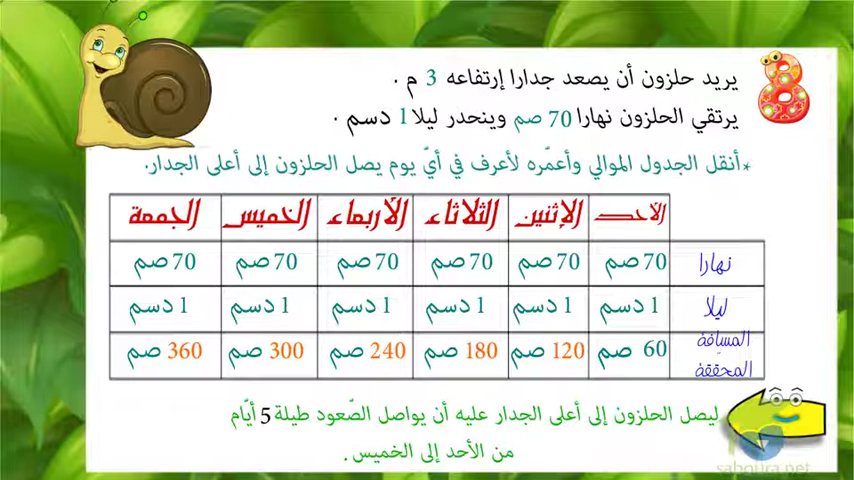 8
يريد حلزون أن يصعد جدارا إرتفاعه 3 م .
يرتقي الحلزون نهارا 70 صم وينحدر ليلا 1 دسم .
*أنقل الجدول الموالي وأعمّره لأعرف في أيّ يوم يصل الحلزون إلى أعلى الجدار.
الأحد الإثنين الثلاثاء الأربعاء الخميس الجمعة
نهارا 70 صم 70 صم 70 صم 70 صم 70 صم 70 صم
ليلا 1 دسم 1 دسم 1 دسم 1 دسم 1 دسم 1 دسم
المسافة المحققة 60 صم 120 صم 180 صم 240 صم 300 صم 360 صم
ليصل الحلزون إلى أعلى الجدار عليه أن يواصل الصّعود طيلة 5 أيّام
من الأحد إلى الخميس .
saboura.net